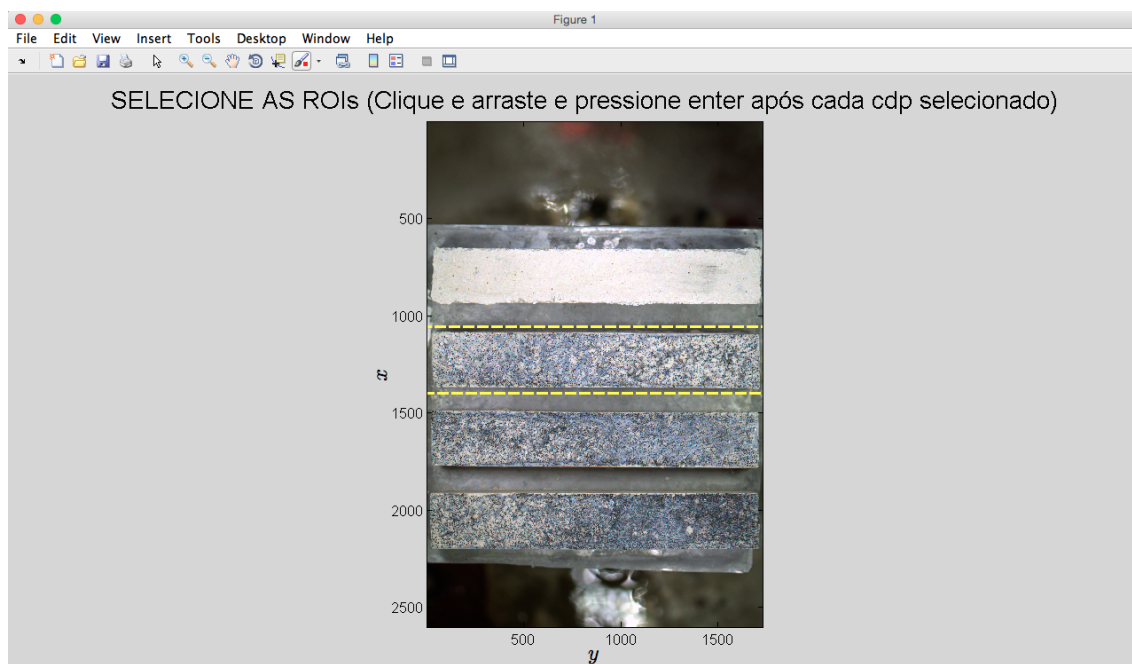 Figure 1
File Edit View Insert Tools Desktop Window Help
SELECIONE AS ROIs (Clique e arraste e pressione enter após cada cdp selecionado)
500
1000
x
1500
2000
2500
500 1000 1500
y